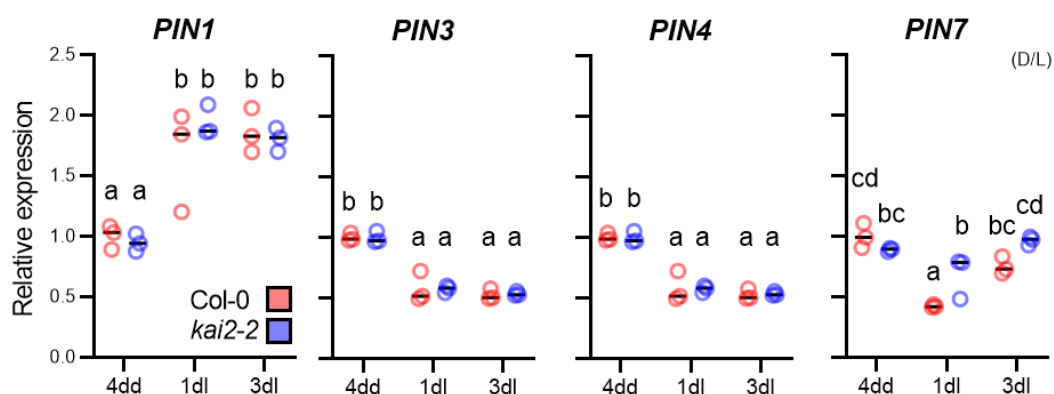 PIN1 PIN3 PIN4 PIN7
(D/L)
Relative expression
2.5
2.0
1.5
1.0
0.5
0.0
a a b b b b
b b a a a a
b b a a a a
cd bc a b bc cd
Col-0
kai2-2
4dd 1dl 3dl 4dd 1dl 3dl 4dd 1dl 3dl 4dd 1dl 3dl